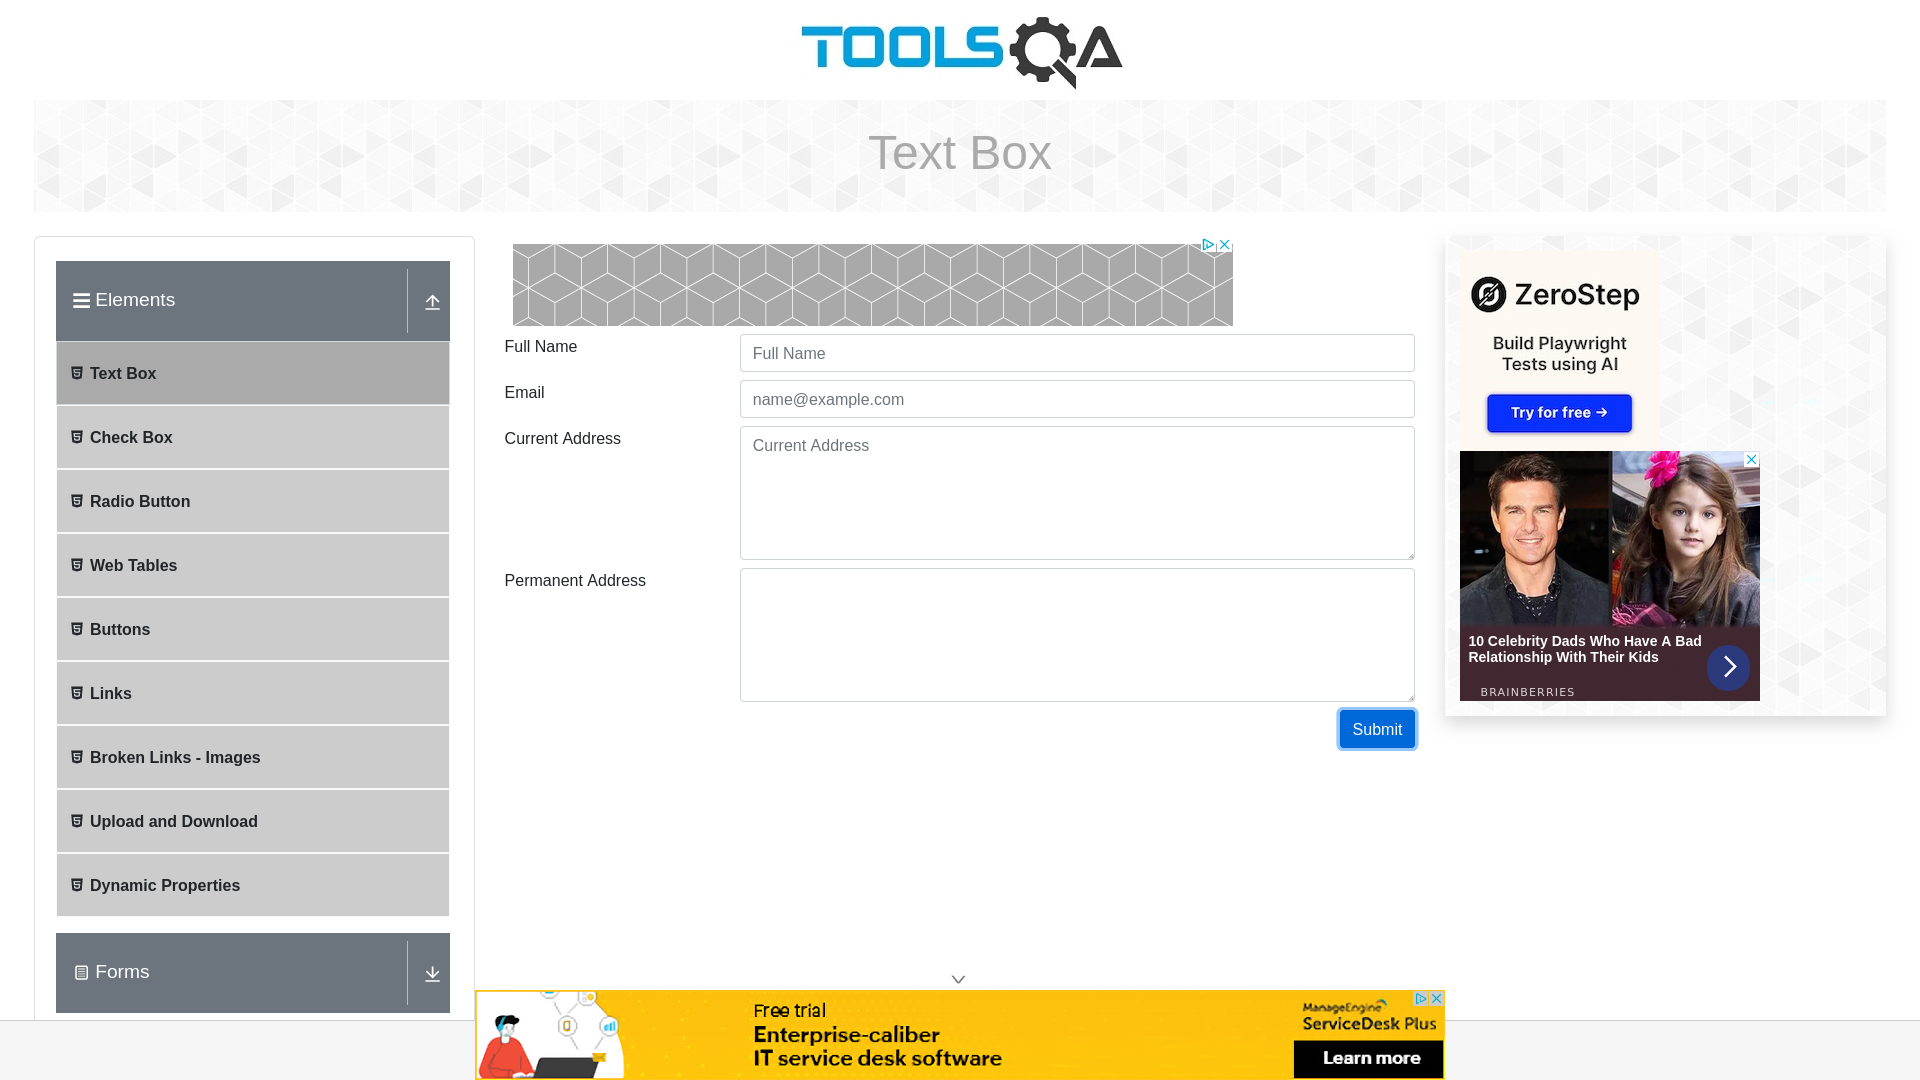 TOOLSQA
Text Box
Elements
Text Box
Check Box
Radio Button
Web Tables
Buttons
Links
Broken Links - Images
Upload and Download
Dynamic Properties
Forms
Full Name
Full Name
Email
name@example.com
Current Address
Current Address
Permanent Address
Submit
ZeroStep
Build Playwright
Tests using AI
Try for free →
10 Celebrity Dads Who Have A Bad
Relationship With Their Kids
BRAINBERRIES
Free trial
Enterprise-caliber
IT service desk software
ManageEngine
ServiceDesk Plus
Learn more